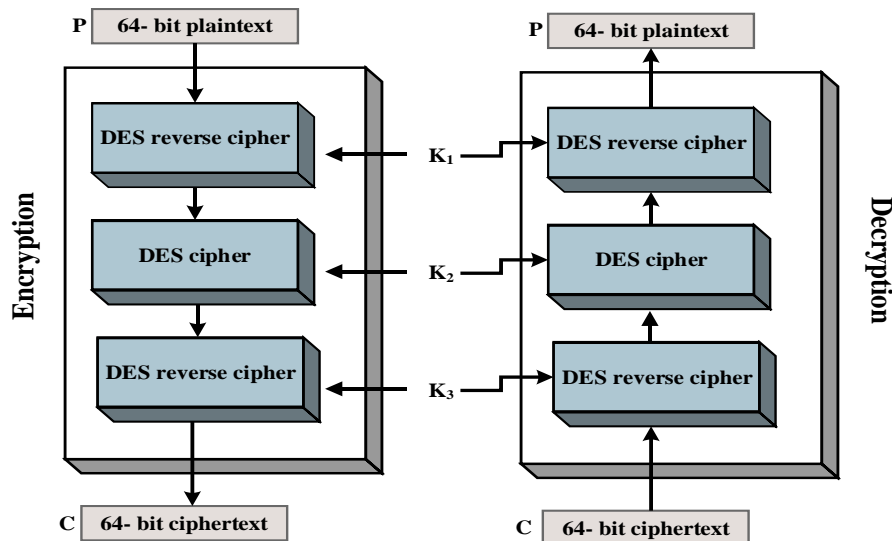 P 64- bit plaintext
DES reverse cipher
DES cipher
DES reverse cipher
C 64- bit ciphertext
Encryption
K1
K2
K3
P 64- bit plaintext
DES reverse cipher
DES cipher
DES reverse cipher
C 64- bit ciphertext
Decryption